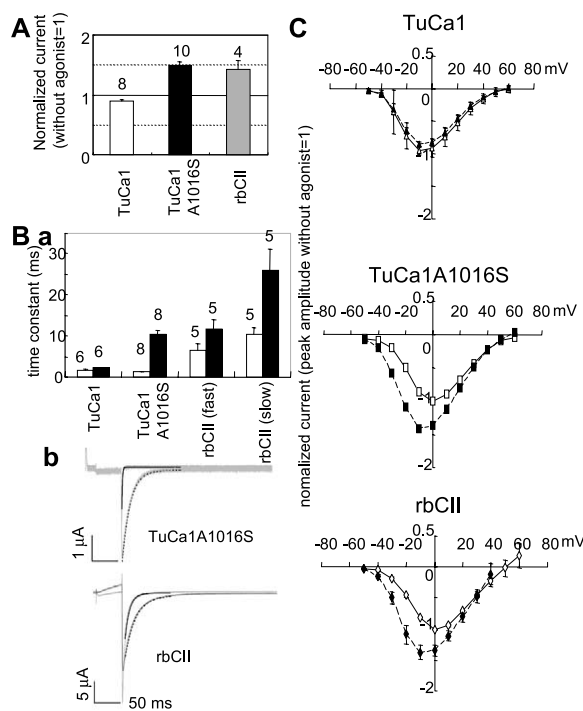 A
Normalized current
(without agonist=1)
2
1
0
8
10
4
TuCa1
TuCa1
A1016S
rbCII
B a
time constant (ms)
35
30
20
10
0
6 6
8 8
5 5
5 5
TuCa1
TuCa1
A1016S
rbCII (fast)
rbCII (slow)
b
1 μA
TuCa1A1016S
rbCII
5 μA
50 ms
C
normalized current (peak amplitude without agonist=1)
TuCa1
0.5
mV
-80 -60 -40 -20 0 20 40 60 80
-1
-2
TuCa1A1016S
0.5
mV
-80 -60 -40 -20 0 20 40 60 80
-1
-2
rbCII
0.5
mV
-80 -60 -40 -20 0 20 40 60 80
-1
-2